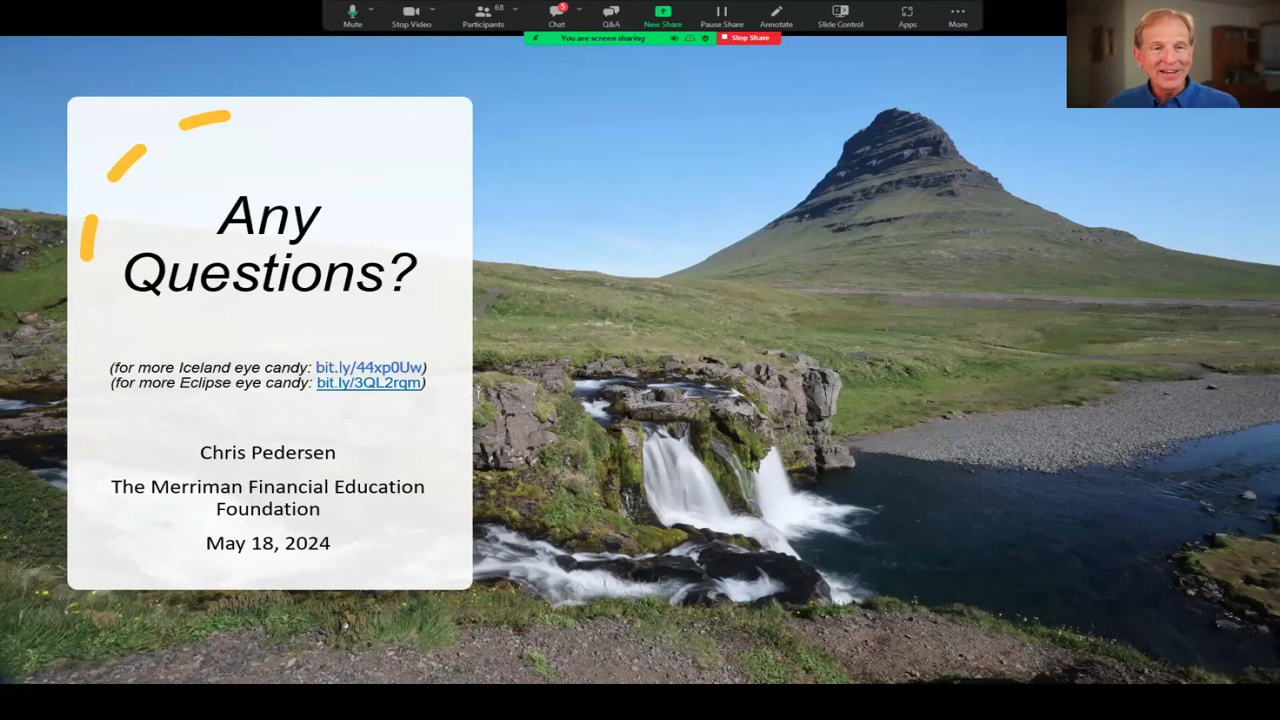 68
5
Mute
Stop Video
Participants
Chat
Q&A
New Share
Pause Share
Annotate
Slide Control
Apps
More
You are screen sharing
Stop Share
Any
Questions?
(for more Iceland eye candy: bit.ly/44xp0Uw)
(for more Eclipse eye candy: bit.ly/3QL2rqm)
Chris Pedersen
The Merriman Financial Education
Foundation
May 18, 2024